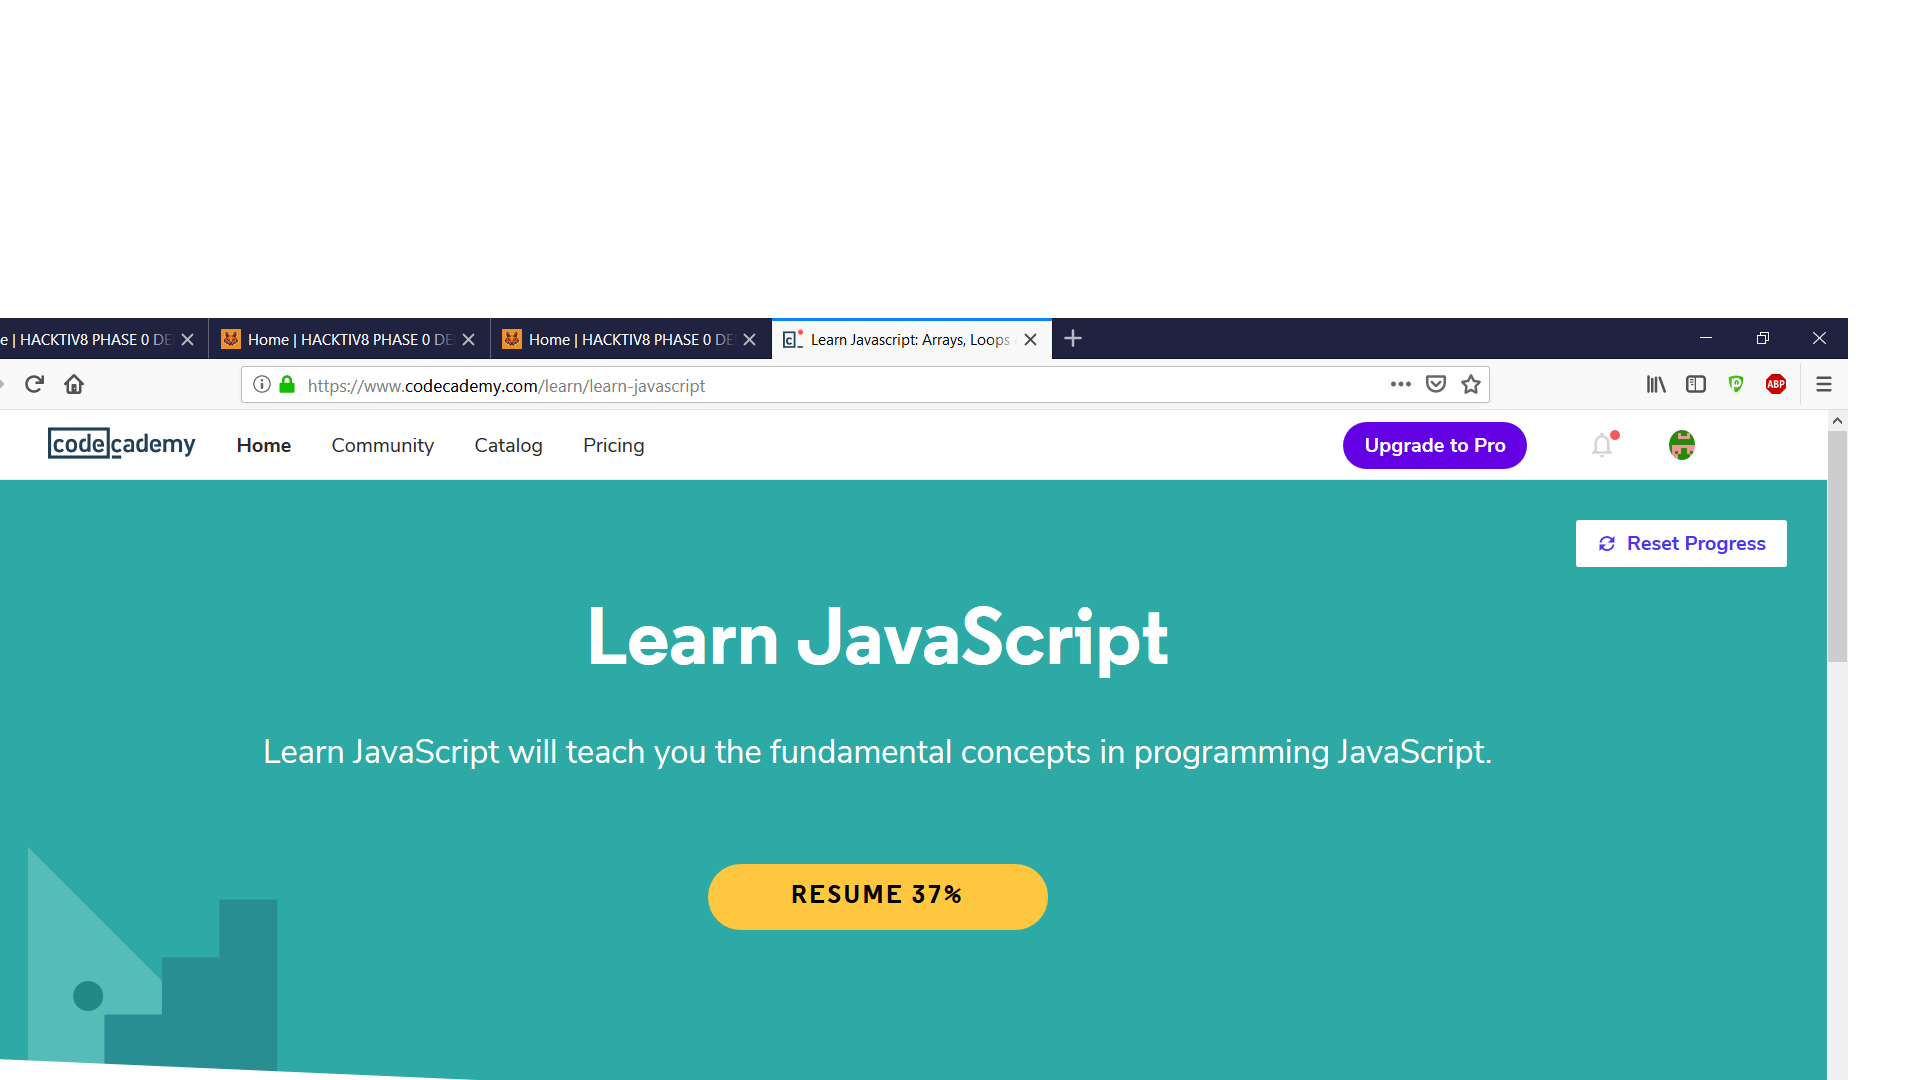 e | HACKTIV8 PHASE 0 DE
Home | HACKTIV8 PHASE 0 DE
Home | HACKTIV8 PHASE 0 DE
Learn Javascript: Arrays, Loops
https://www.codecademy.com/learn/learn-javascript
ABP
codecademy
Home
Community
Catalog
Pricing
Upgrade to Pro
Reset Progress
Learn JavaScript
Learn JavaScript will teach you the fundamental concepts in programming JavaScript.
RESUME 37%